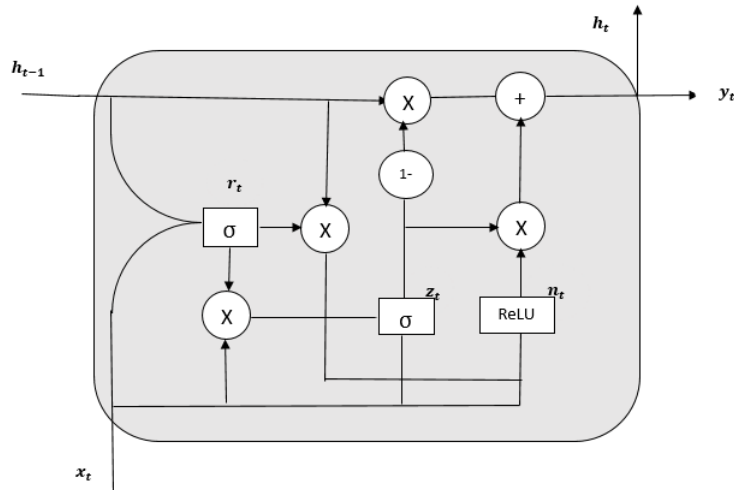 h_t
h_{t-1}
X
+
y_t
1-
r_t
σ
X
X
X
z_t
n_t
σ
ReLU
x_t